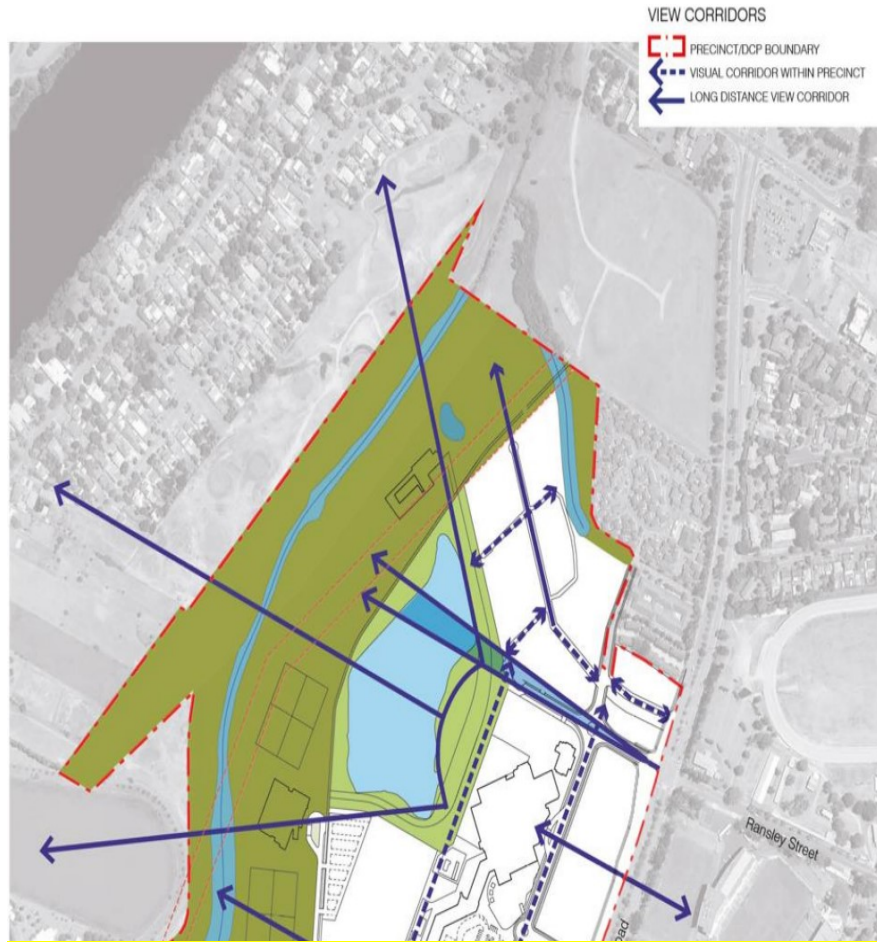 VIEW CORRIDORS
PRECINCT/DCP BOUNDARY
VISUAL CORRIDOR WITHIN PRECINCT
LONG DISTANCE VIEW CORRIDOR
Ransley Street
oad